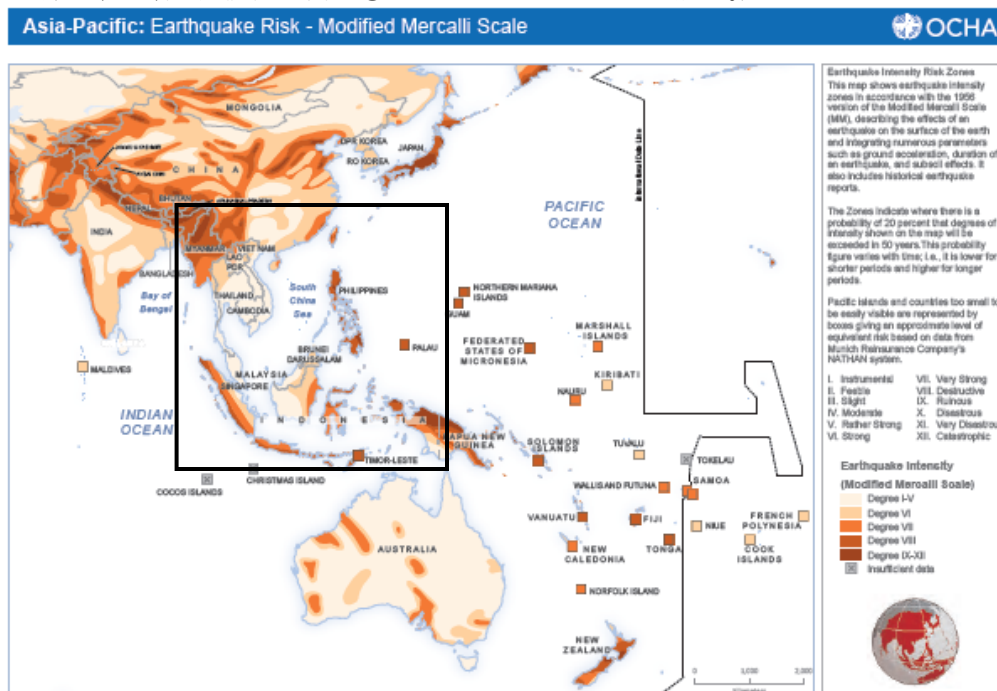 Asia-Pacific: Earthquake Risk - Modified Mercalli Scale
OCHA
MONGOLIA
DPR KOREA
RO KOREA
JAPAN
CHINA
BHUTAN
NEPAL
INDIA
MYANMAR
VIET NAM
LAO
PDR
BANGLADESH
Bay of
Bengal
THAILAND
CAMBODIA
South
China
Sea
PHILIPPINES
PACIFIC
OCEAN
International Date Line
NORTHERN MARIANA
ISLANDS
GUAM
PALAU
FEDERATED
STATES OF
MICRONESIA
MARSHALL
ISLANDS
KIRIBATI
NAURU
MALDIVES
BRUNEI
DARUSSALAM
MALAYSIA
SINGAPORE
INDONESIA
INDIAN
OCEAN
PAPUA NEW
GUINEA
SOLOMON
ISLANDS
TUVALU
TOKELAU
TIMOR-LESTE
CHRISTMAS ISLAND
COCOS ISLANDS
WALLIS AND FUTUNA
SAMOA
VANUATU
FIJI
NIUE
FRENCH
POLYNESIA
AUSTRALIA
NEW
CALEDONIA
TONGA
COOK
ISLANDS
NORFOLK ISLAND
NEW
ZEALAND
0 1,000 2,000
Earthquake Intensity Risk Zones
This map shows earthquake intensity
zones in accordance with the 1956
version of the Modified Mercalli Scale
(MM), describing the effects of an
earthquake on the surface of the earth
and integrating numerous parameters
such as ground acceleration, duration of
an earthquake, and subsoil effects. It
also includes historical earthquake
reports.
The Zones indicate where there is a
probability of 20 percent that degrees of
intensity shown on the map will be
exceeded in 50 years. This probability
figure varies with time; i.e., it is lower for
shorter periods and higher for longer
periods.
Pacific islands and countries too small to
be easily visible are represented by
boxes giving an approximate level of
equivalent risk based on data from
Munich Reinsurance Company's
NATHAN system.
I. Instrumental VII. Very Strong
II. Feeble VIII. Destructive
III. Slight IX. Ruinous
IV. Moderate X. Disastrous
V. Rather Strong XI. Very Disastrou
VI. Strong XII. Catastrophic
Earthquake Intensity
(Modified Mercalli Scale)
Degree I-V
Degree VI
Degree VII
Degree VIII
Degree IX-XII
Insufficient data